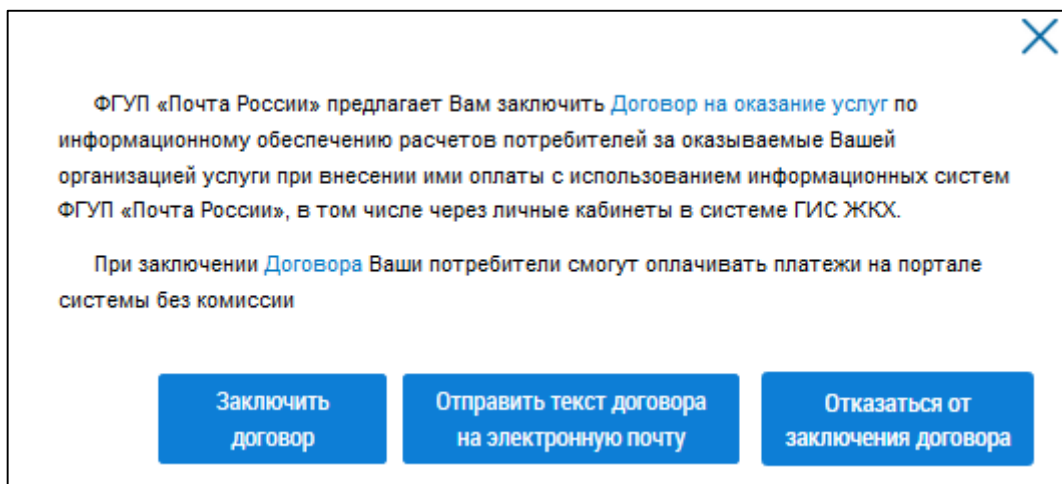 ФГУП «Почта России» предлагает Вам заключить Договор на оказание услуг по
информационному обеспечению расчетов потребителей за оказываемые Вашей
организацией услуги при внесении ими оплаты с использованием информационных систем
ФГУП «Почта России», в том числе через личные кабинеты в системе ГИС ЖКХ.
При заключении Договора Ваши потребители смогут оплачивать платежи на портале
системы без комиссии
Заключить
договор
Отправить текст договора
на электронную почту
Отказаться от
заключения договора